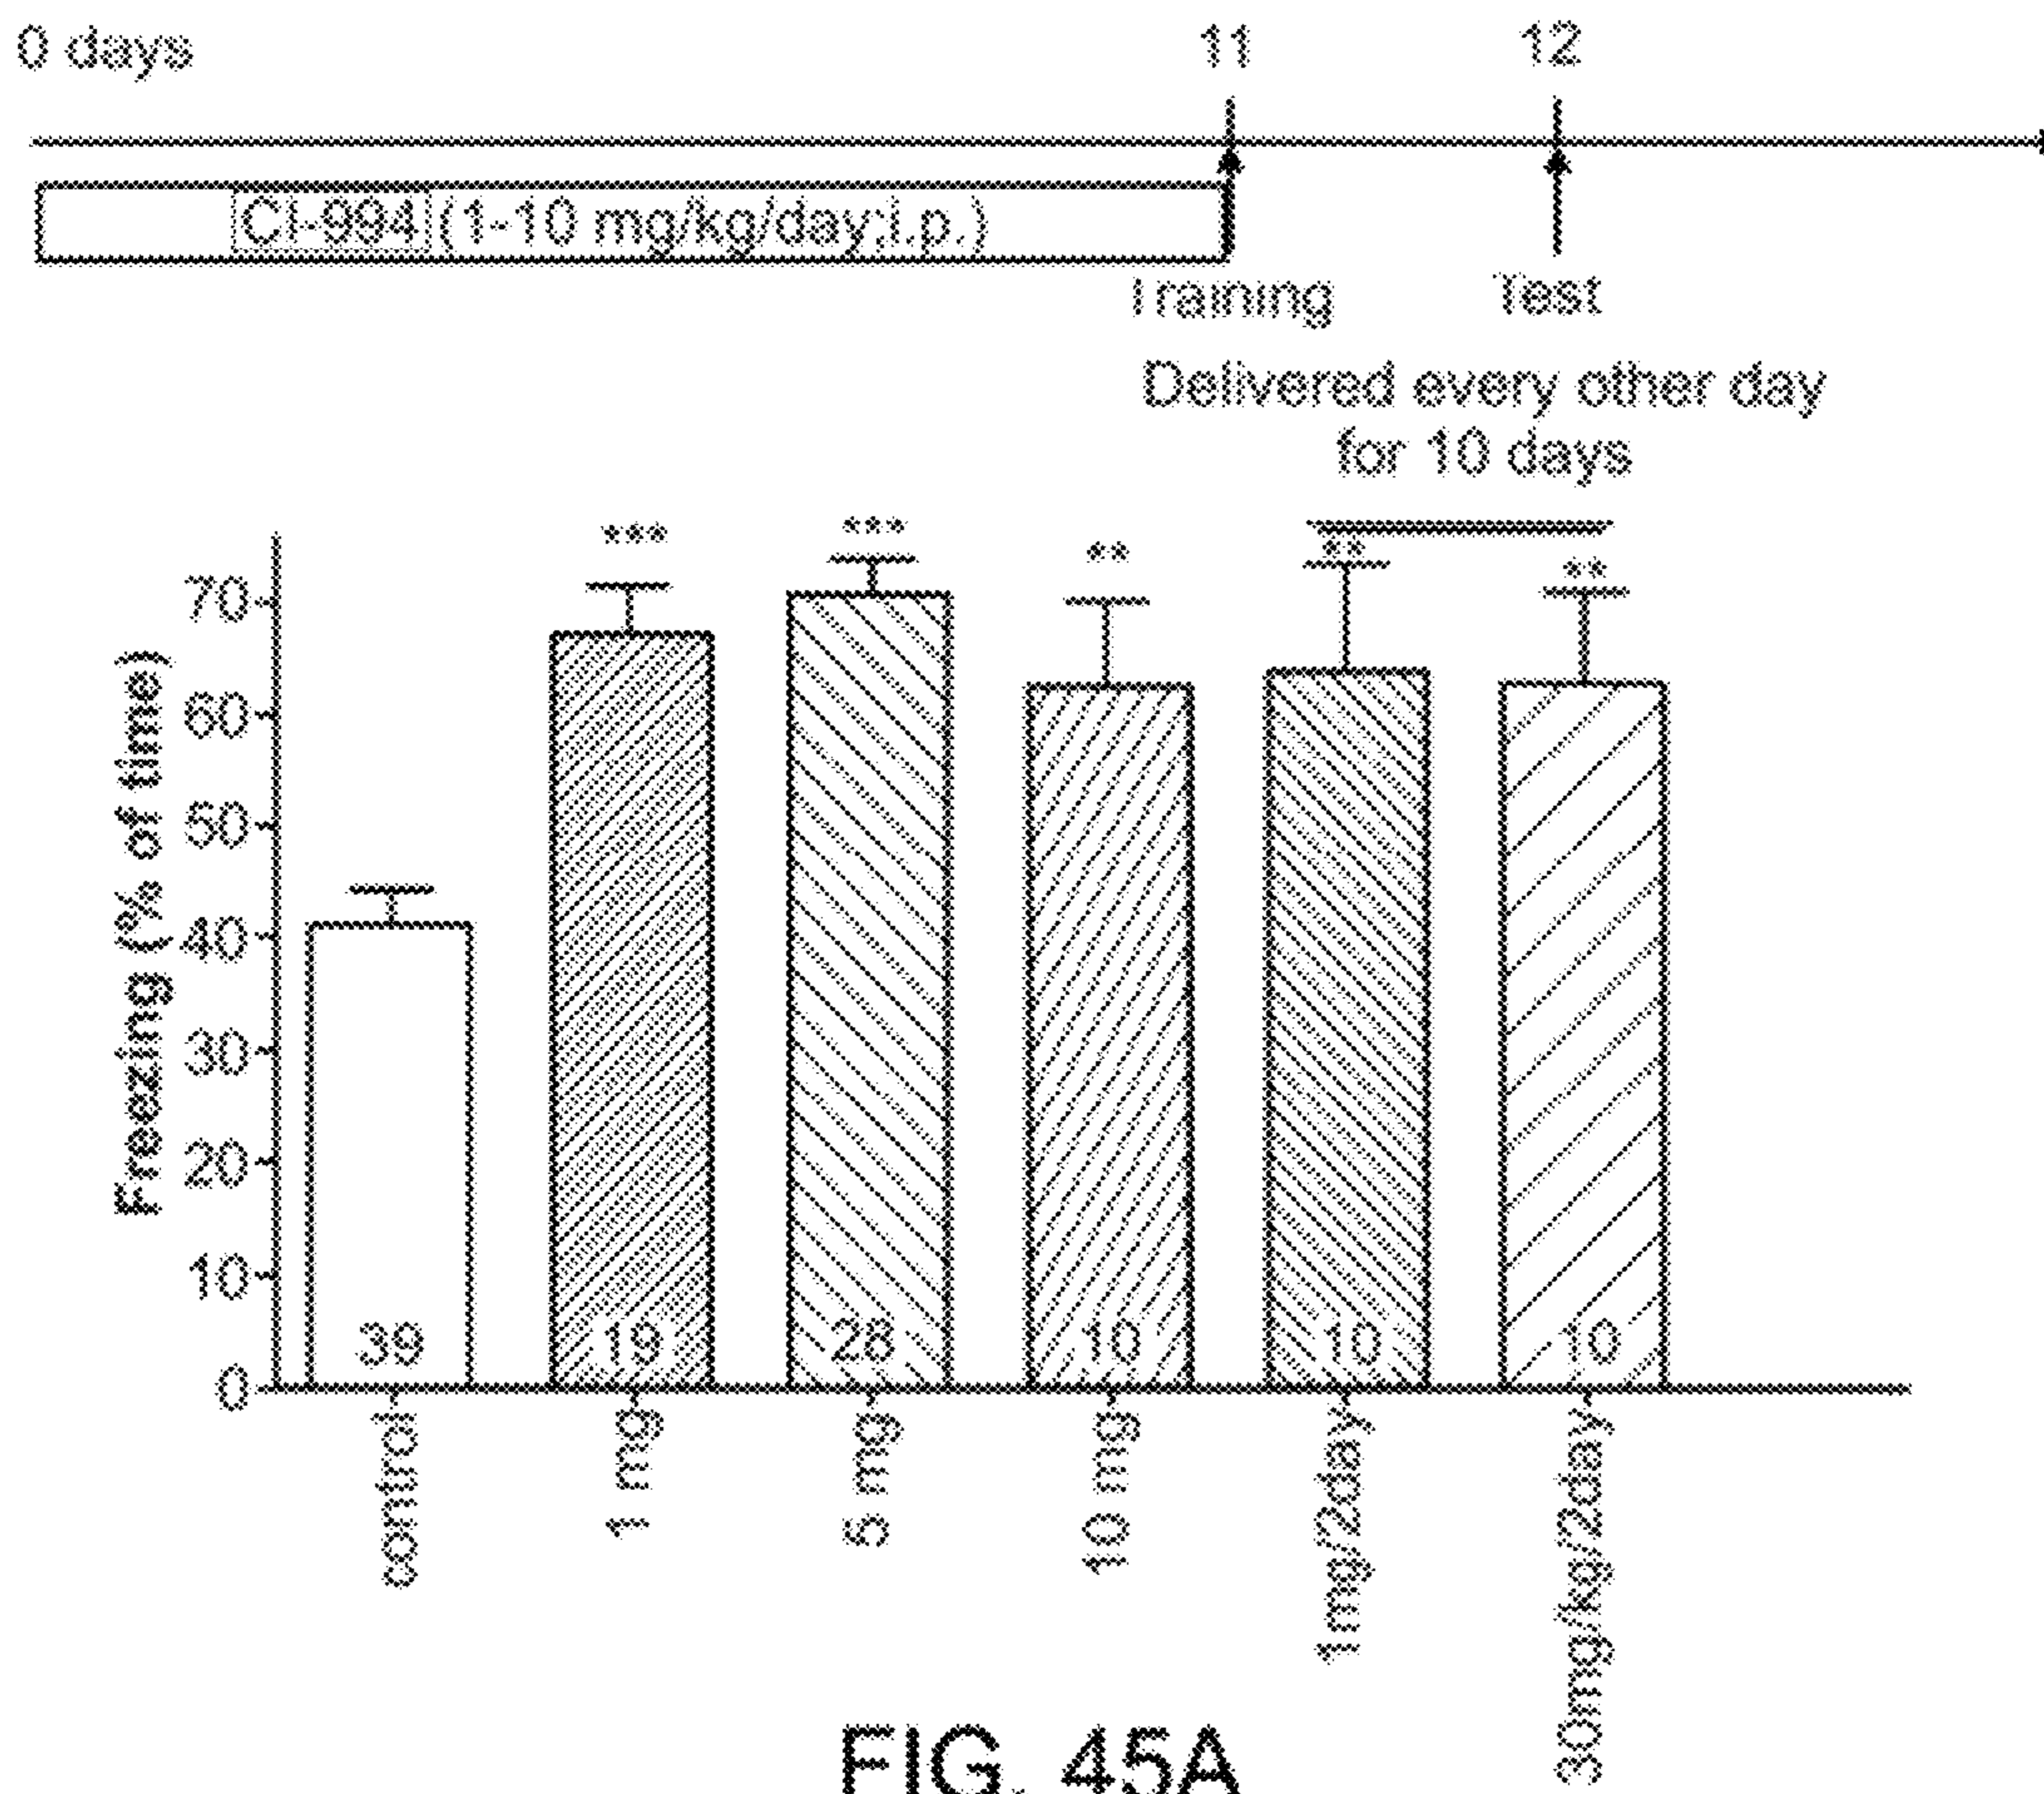 0 days 11 12
CI-994 (1-10 mg/kg/day;i.p.)
Training Test
Delivered every other day
for 10 days
*** *** ** ** **
Freezing (% of time)
70
60
50
40
30
20
10
0
39 19 28 10 10 10
control
1 mg
5 mg
10 mg
1mg/2day
30mg/kg/2day
FIG. 45A